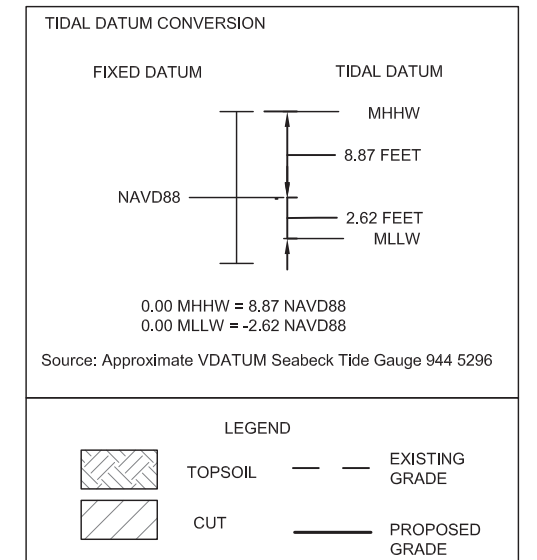 TIDAL DATUM CONVERSION
FIXED DATUM
TIDAL DATUM
MHHW
8.87 FEET
NAVD88
2.62 FEET
MLLW
0.00 MHHW = 8.87 NAVD88
0.00 MLLW = -2.62 NAVD88
Source: Approximate VDATUM Seabeck Tide Gauge 944 5296
LEGEND
TOPSOIL
EXISTING
GRADE
CUT
PROPOSED
GRADE